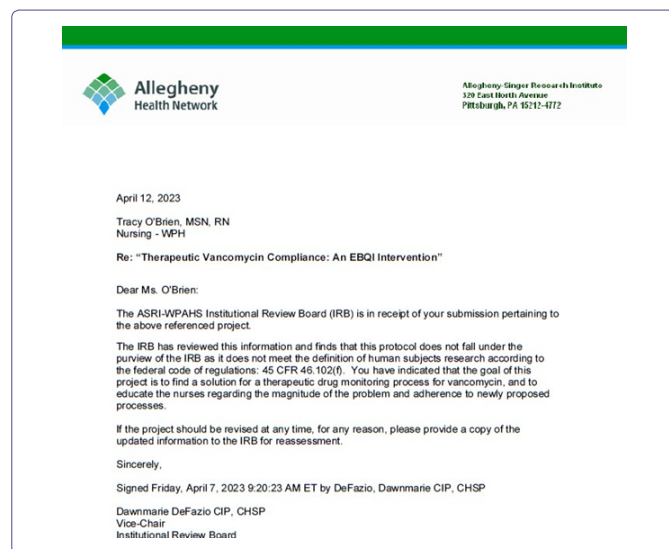 Allegheny
Health Network
Allegheny-Singer Research Institute
320 East North Avenue
Pittsburgh, PA 15212-4772
April 12, 2023
Tracy O'Brien, MSN, RN
Nursing - WPH
Re: "Therapeutic Vancomycin Compliance: An EBQI Intervention"
Dear Ms. O'Brien:
The ASRI-WPAHS Institutional Review Board (IRB) is in receipt of your submission pertaining to
the above referenced project.
The IRB has reviewed this information and finds that this protocol does not fall under the
purview of the IRB as it does not meet the definition of human subjects research according to
the federal code of regulations: 45 CFR 46.102(f). You have indicated that the goal of this
project is to find a solution for a therapeutic drug monitoring process for vancomycin, and to
educate the nurses regarding the magnitude of the problem and adherence to newly proposed
processes.
If the project should be revised at any time, for any reason, please provide a copy of the
updated information to the IRB for reassessment.
Sincerely,
Signed Friday, April 7, 2023 9:20:23 AM ET by DeFazio, Dawnmarie CIP, CHSP
Dawnmarie DeFazio CIP, CHSP
Vice-Chair
Institutional Review Board